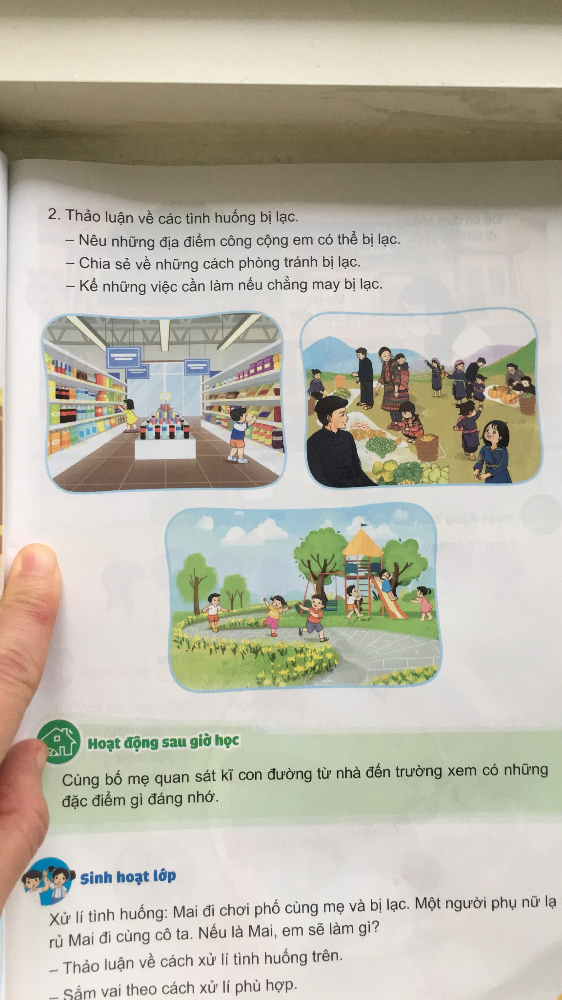 2. Thảo luận về các tình huống bị lạc.
– Nêu những địa điểm công cộng em có thể bị lạc.
– Chia sẻ về những cách phòng tránh bị lạc.
– Kể những việc cần làm nếu chẳng may bị lạc.
Hoạt động sau giờ học
Cùng bố mẹ quan sát kĩ con đường từ nhà đến trường xem có những
đặc điểm gì đáng nhớ.
Sinh hoạt lớp
Xử lí tình huống: Mai đi chơi phố cùng mẹ và bị lạc. Một người phụ nữ lạ
rủ Mai đi cùng cô ta. Nếu là Mai, em sẽ làm gì?
– Thảo luận về cách xử lí tình huống trên.
– Sắm vai theo cách xử lí phù hợp.